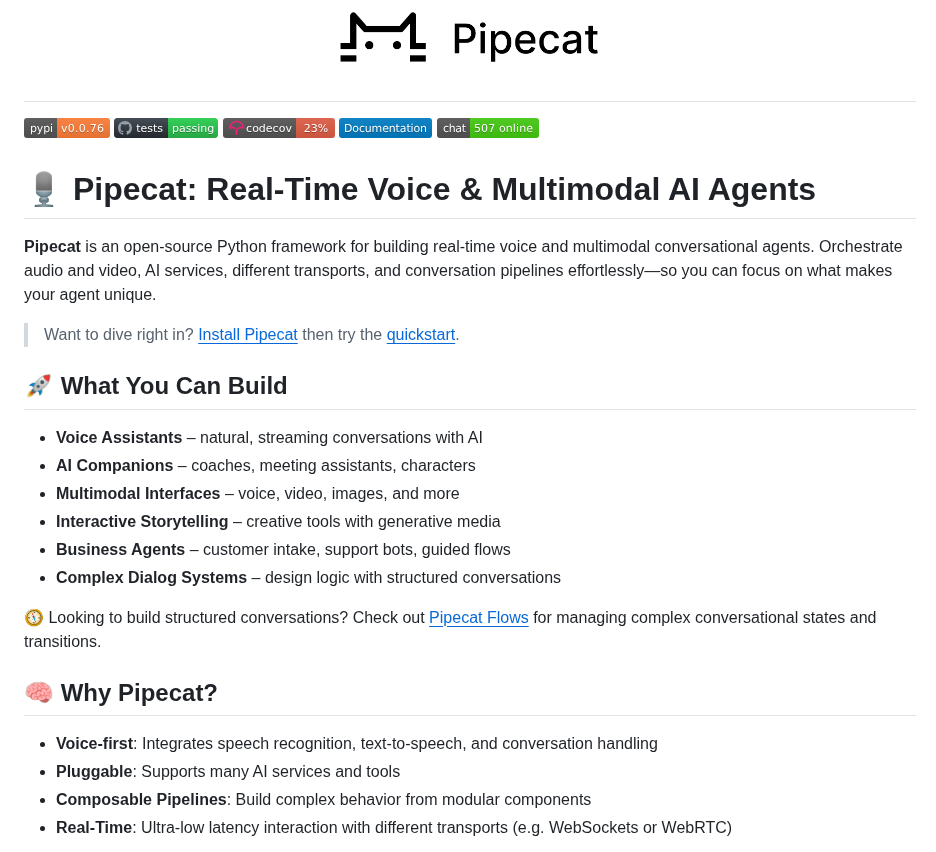 Pipecat
pypi v0.0.76 tests passing codecov 23% Documentation chat 507 online
Pipecat: Real-Time Voice & Multimodal AI Agents
Pipecat is an open-source Python framework for building real-time voice and multimodal conversational agents. Orchestrate
audio and video, AI services, different transports, and conversation pipelines effortlessly—so you can focus on what makes
your agent unique.
Want to dive right in? Install Pipecat then try the quickstart.
🚀 What You Can Build
• Voice Assistants – natural, streaming conversations with AI
• AI Companions – coaches, meeting assistants, characters
• Multimodal Interfaces – voice, video, images, and more
• Interactive Storytelling – creative tools with generative media
• Business Agents – customer intake, support bots, guided flows
• Complex Dialog Systems – design logic with structured conversations
🧭 Looking to build structured conversations? Check out Pipecat Flows for managing complex conversational states and
transitions.
🧠 Why Pipecat?
• Voice-first: Integrates speech recognition, text-to-speech, and conversation handling
• Pluggable: Supports many AI services and tools
• Composable Pipelines: Build complex behavior from modular components
• Real-Time: Ultra-low latency interaction with different transports (e.g. WebSockets or WebRTC)